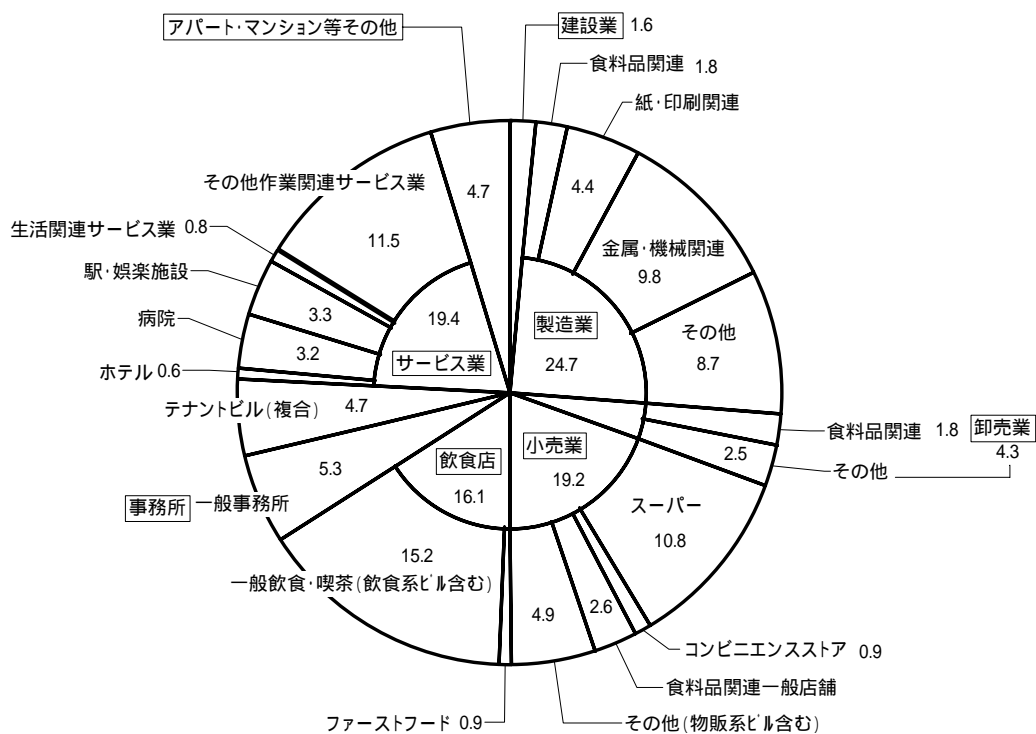 アパート・マンション等その他
建設業 1.6
食料品関連 1.8
紙・印刷関連
4.4
金属・機械関連
9.8
製造業
24.7
その他
8.7
食料品関連 1.8
卸売業
4.3
2.5
その他
小売業
19.2
スーパー
10.8
コンビニエンスストア 0.9
2.6
食料品関連一般店舗
4.9
その他(物販系ビル含む)
飲食店
16.1
ファーストフード 0.9
15.2
一般飲食・喫茶(飲食系ビル含む)
事務所
一般事務所
5.3
テナントビル(複合)
4.7
サービス業
19.4
ホテル 0.6
病院
3.2
駅・娯楽施設
3.3
生活関連サービス業 0.8
その他作業関連サービス業
11.5
4.7